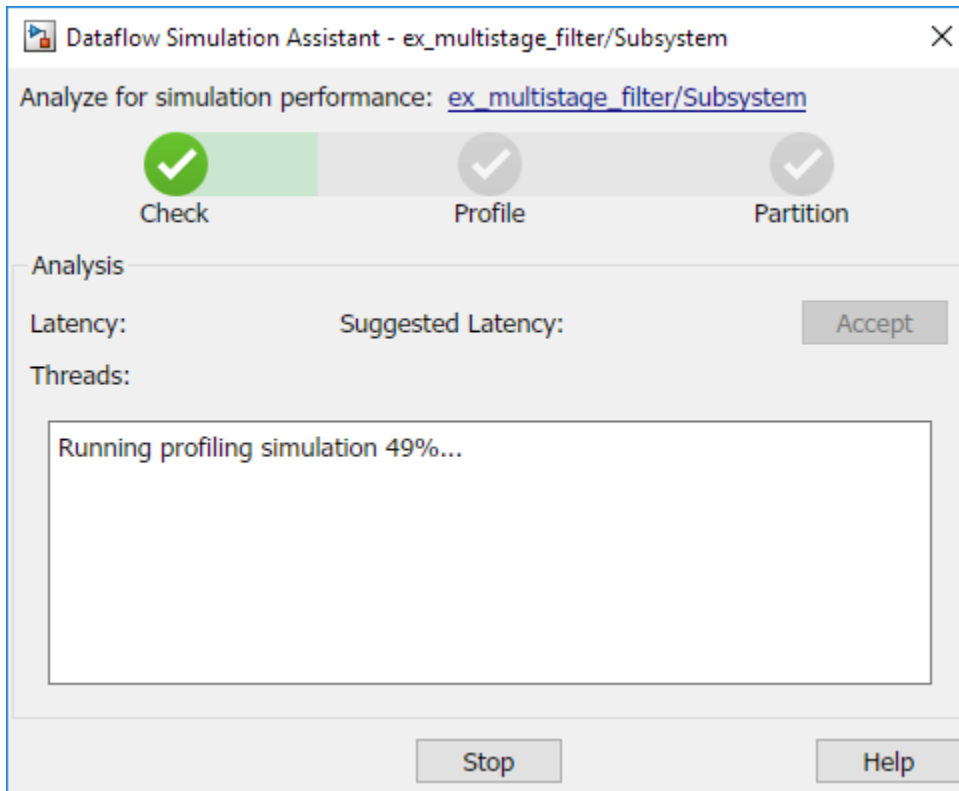 Dataflow Simulation Assistant - ex_multistage_filter/Subsystem
Analyze for simulation performance: ex_multistage_filter/Subsystem
Check Profile Partition
Analysis
Latency: Suggested Latency: Accept
Threads:
Running profiling simulation 49%...
Stop Help